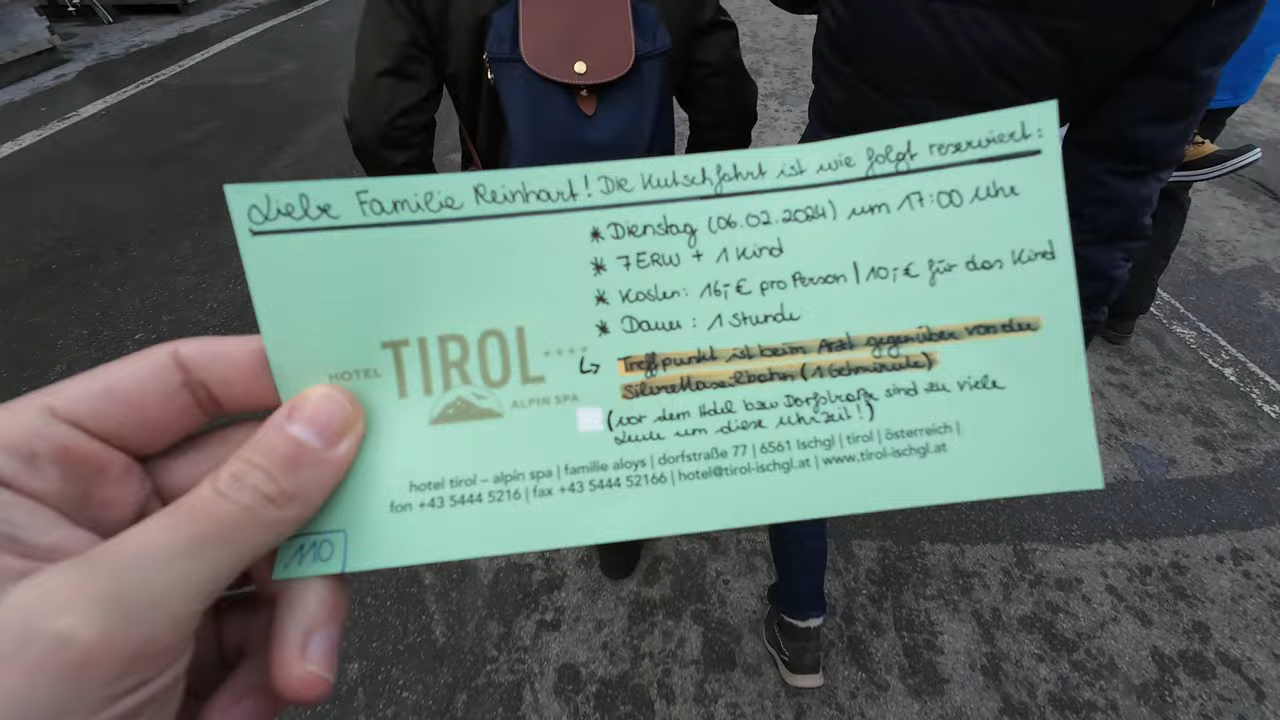 Liebe Familie Reinhart! Die Kutschfahrt ist wie folgt reserviert:
* Dienstag (06.02.2024) um 17:00 Uhr
* 7 ERW + 1 Kind
* Kosten: 16,-€ pro Person | 10,-€ für das Kind
* Dauer: 1 Stunde
↳ Treffpunkt ist beim Arzt gegenüber von der
Silvrettaseilbahn (1 Gehminute)
(vor dem Hotel bzw Dorfstraße sind zu viele
Leute um diese Uhrzeit!)
HOTEL TIROL ****
ALPIN SPA
hotel tirol – alpin spa | familie aloys | dorfstraße 77 | 6561 Ischgl | tirol | österreich |
fon +43 5444 5216 | fax +43 5444 52166 | hotel@tirol-ischgl.at | www.tirol-ischgl.at
110